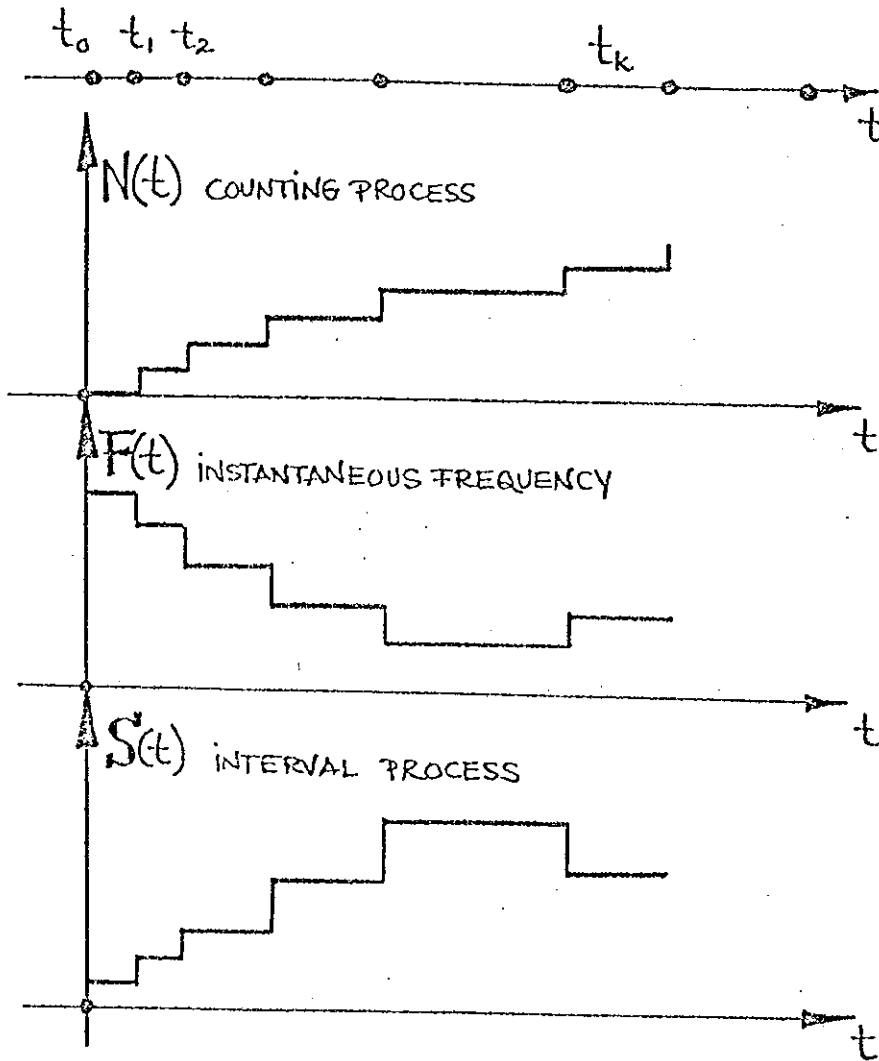 t₀ t₁ t₂ tₖ
t
N(t) COUNTING PROCESS
t
F(t) INSTANTANEOUS FREQUENCY
t
S(t) INTERVAL PROCESS
t